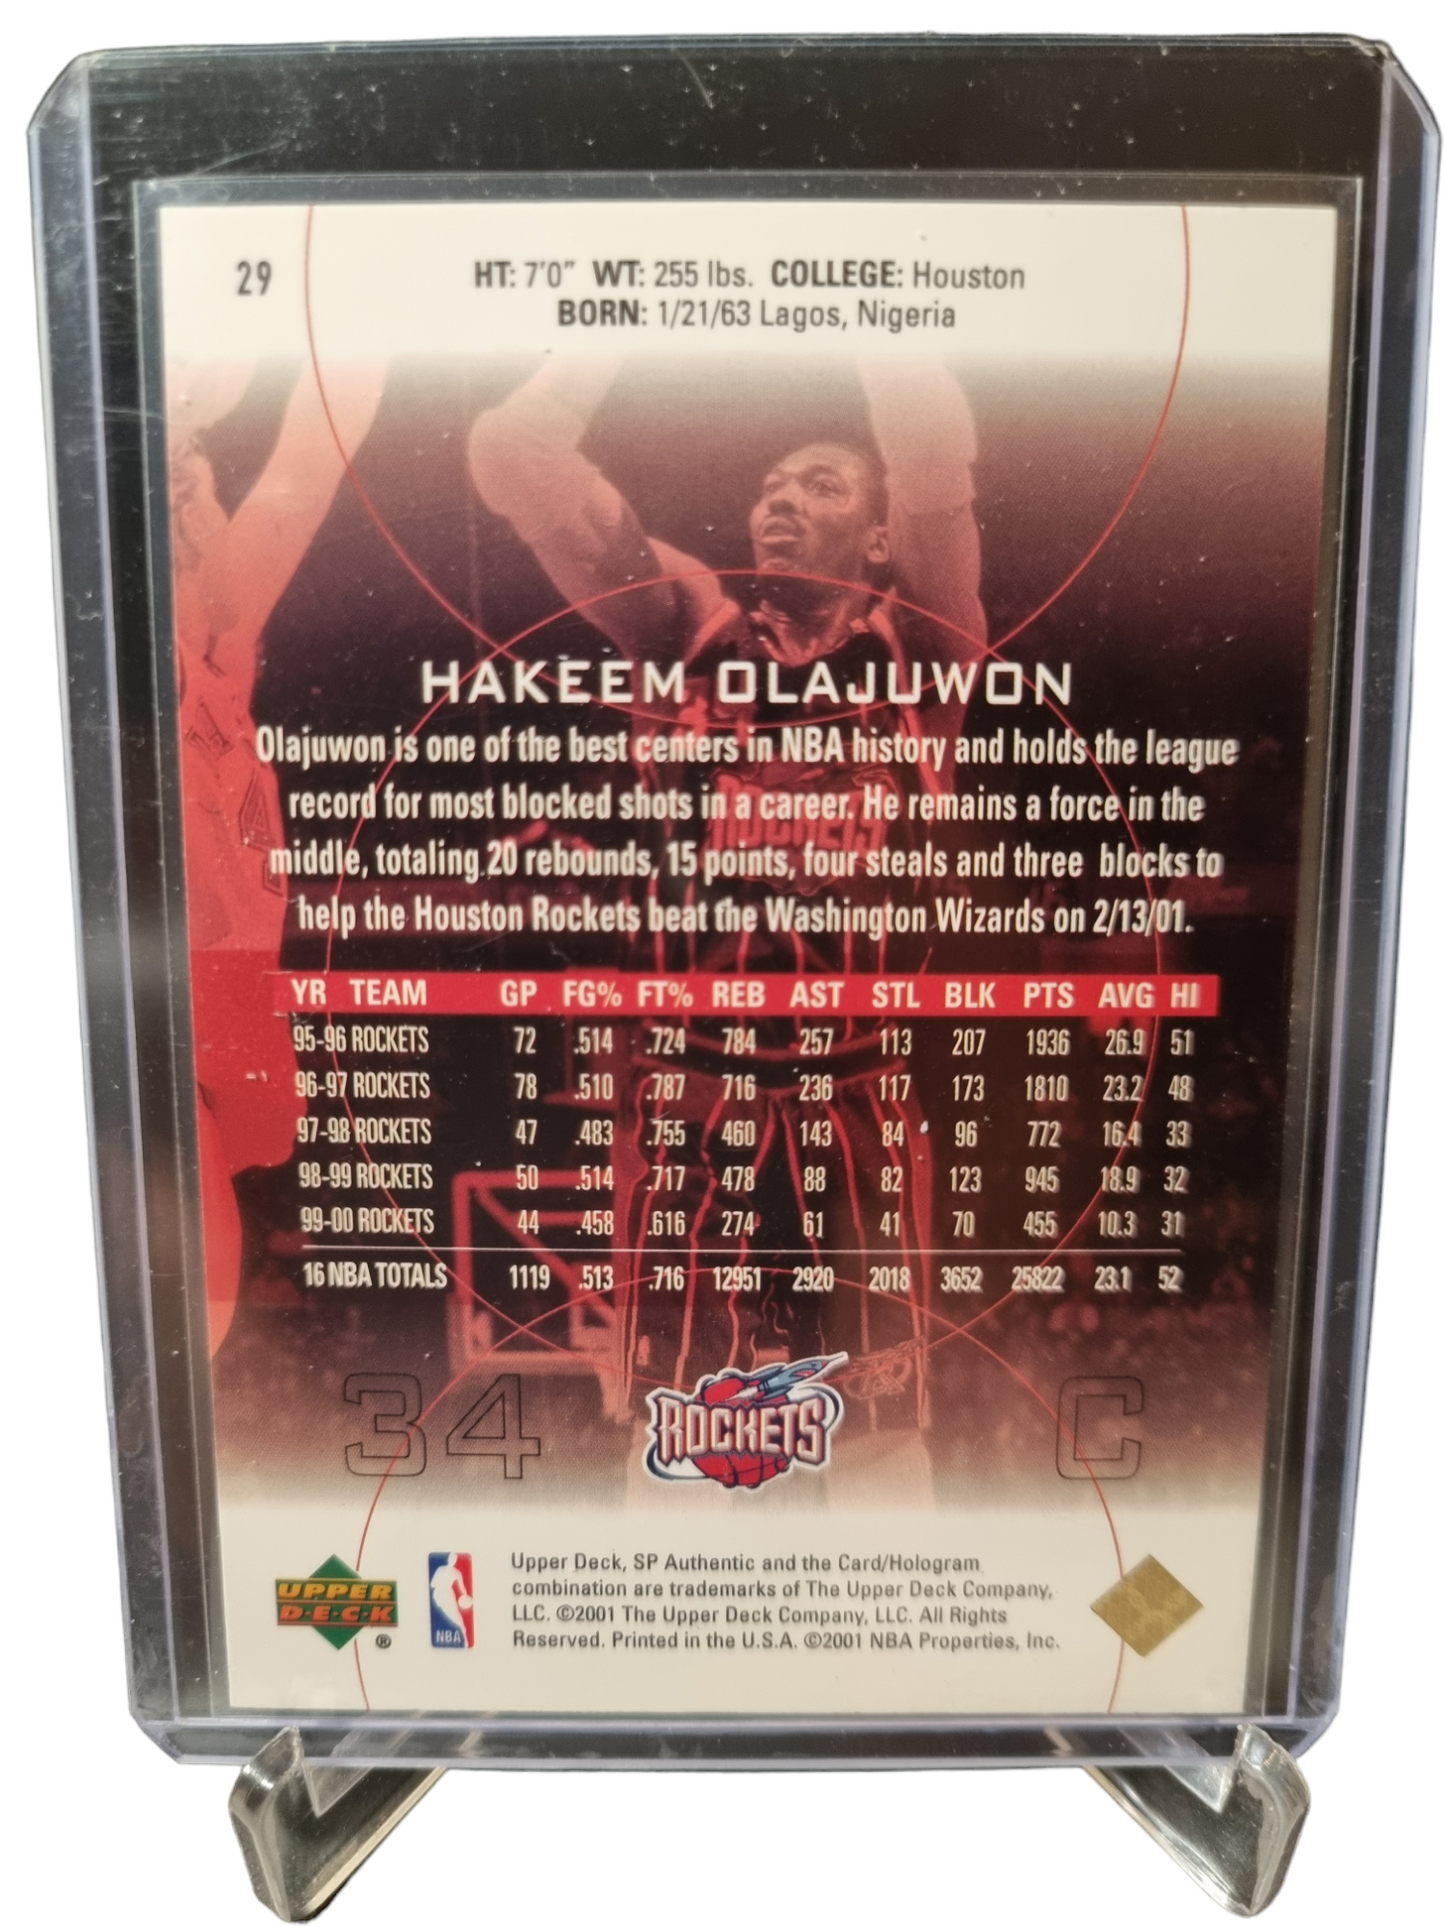 29
HT: 7'0" WT: 255 lbs. COLLEGE: Houston
BORN: 1/21/63 Lagos, Nigeria
HAKEEM OLAJUWON
Olajuwon is one of the best centers in NBA history and holds the league
record for most blocked shots in a career. He remains a force in the
middle, totaling 20 rebounds, 15 points, four steals and three blocks to
help the Houston Rockets beat the Washington Wizards on 2/13/01.
YR TEAM GP FG% FT% REB AST STL BLK PTS AVG HI
95-96 ROCKETS 72 .514 .724 784 257 113 207 1936 26.9 51
96-97 ROCKETS 78 .510 .787 716 236 117 173 1810 23.2 48
97-98 ROCKETS 47 .483 .755 460 143 84 96 772 16.4 33
98-99 ROCKETS 50 .514 .717 478 88 82 123 945 18.9 32
99-00 ROCKETS 44 .458 .616 274 61 41 70 455 10.3 31
16 NBA TOTALS 1119 .513 .716 12951 2920 2018 3652 25822 23.1 52
34
ROCKETS
C
UPPER
DECK
®
NBA
Upper Deck, SP Authentic and the Card/Hologram
combination are trademarks of The Upper Deck Company,
LLC. ©2001 The Upper Deck Company, LLC. All Rights
Reserved. Printed in the U.S.A. ©2001 NBA Properties, Inc.